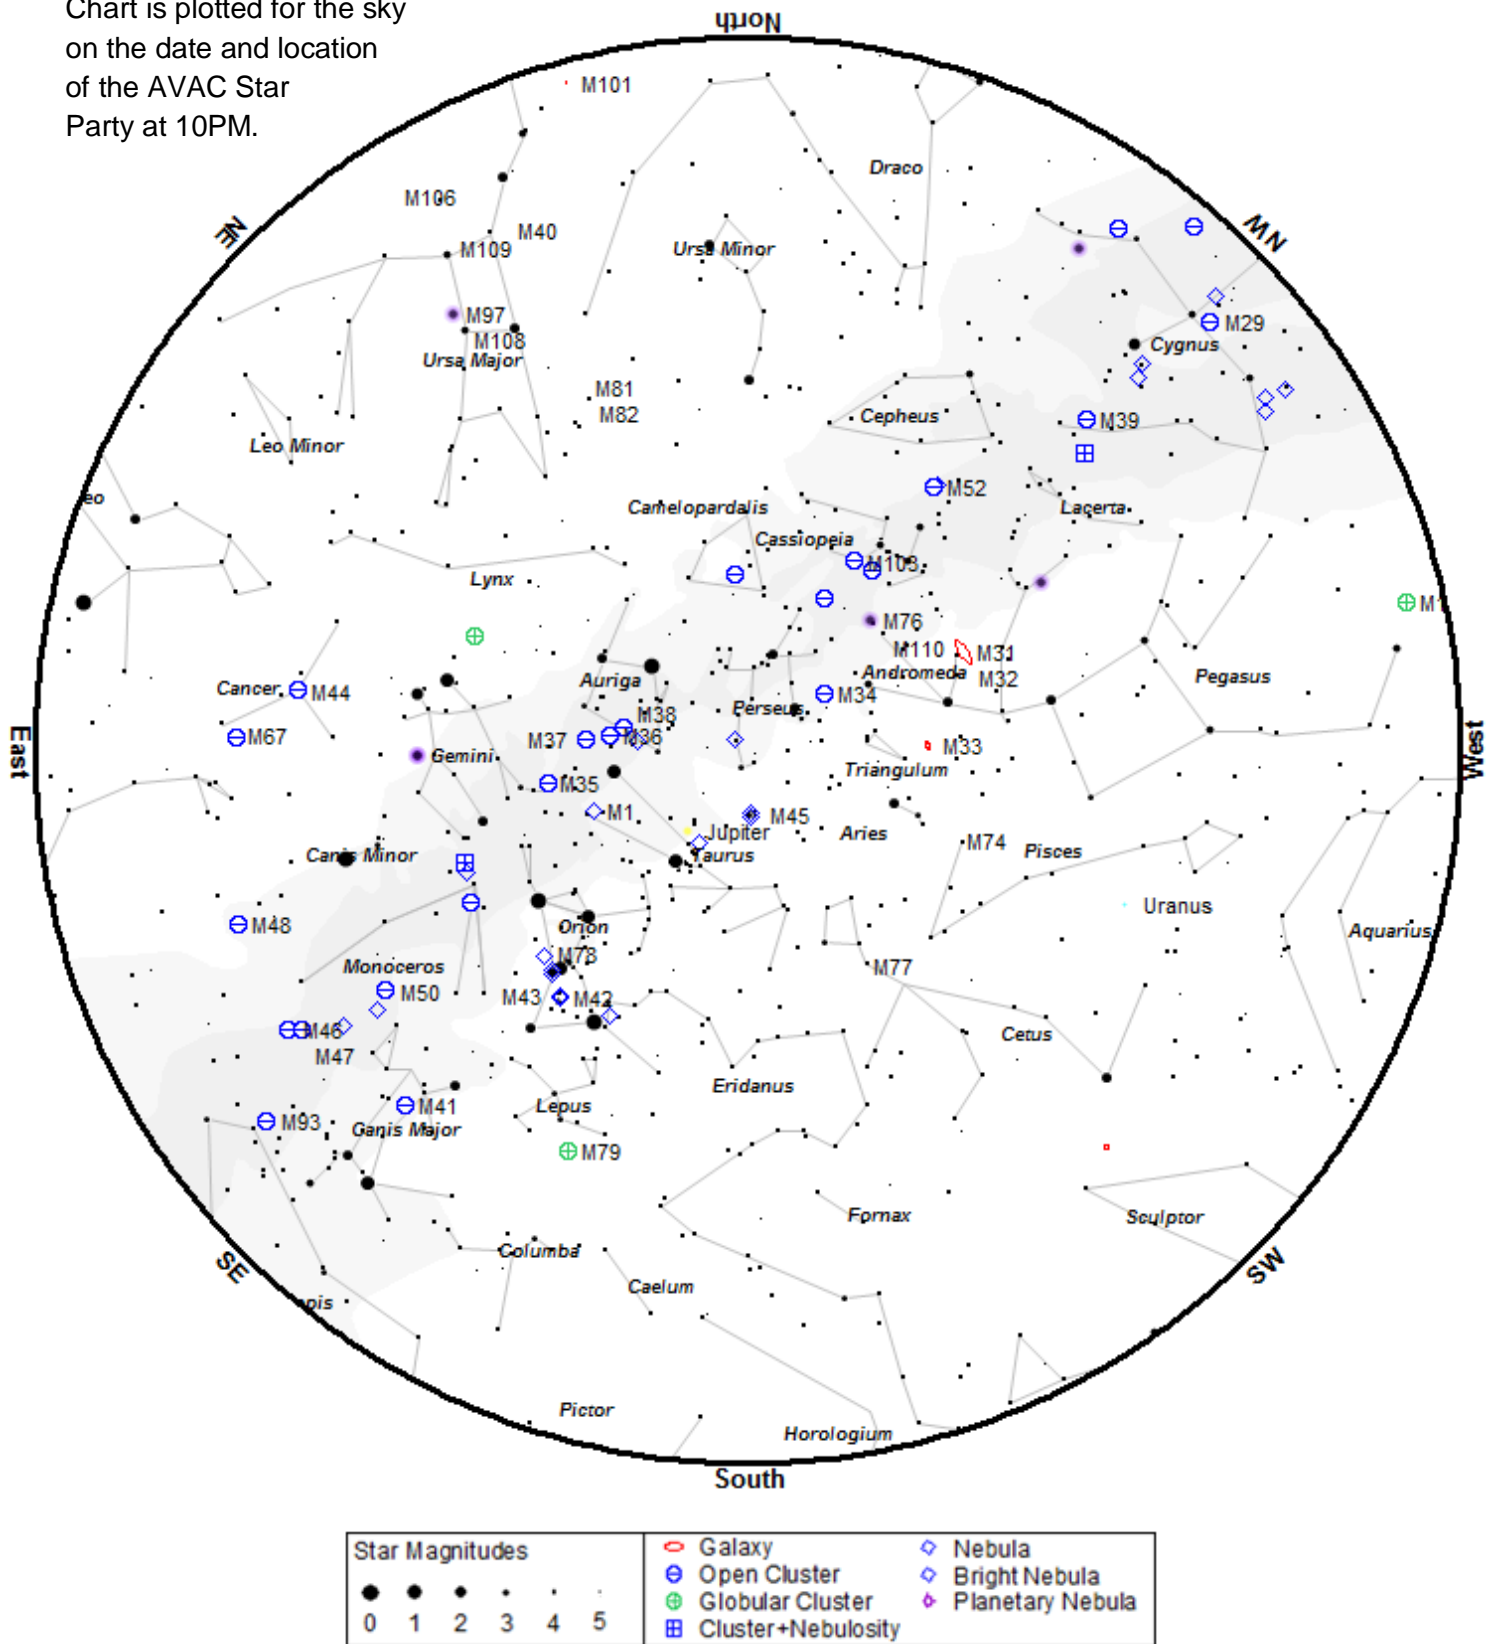 Chart is plotted for the sky
on the date and location
of the AVAC Star
Party at 10PM.
North
M101
Draco
M106
NE
NW
M40
M109
Ursa Minor
M97
M29
M108
Cygnus
Ursa Major
M81
M82
Cepheus
M39
Leo Minor
M52
eo
Camelopardalis
Lacerta
Cassiopeia
M103
Lynx
M1
M76
M110
M31
Andromeda
M32
Pegasus
Auriga
Cancer
M44
M34
Perseus
M38
M36
M37
M67
M33
East
West
Gemini
Triangulum
M35
M1
M45
Jupiter
Aries
M74
Pisces
Canis Minor
Taurus
Uranus
M48
Orion
Aquarius
M78
Monoceros
M77
M50
M43
M42
M46
Cetus
M47
Eridanus
M41
Lepus
M93
Canis Major
M79
Fornax
Sculptor
Columba
SE
SW
Caelum
pis
Pictor
Horologium
South
Star Magnitudes
0 1 2 3 4 5
Galaxy
Open Cluster
Globular Cluster
Cluster+Nebulosity
Nebula
Bright Nebula
Planetary Nebula